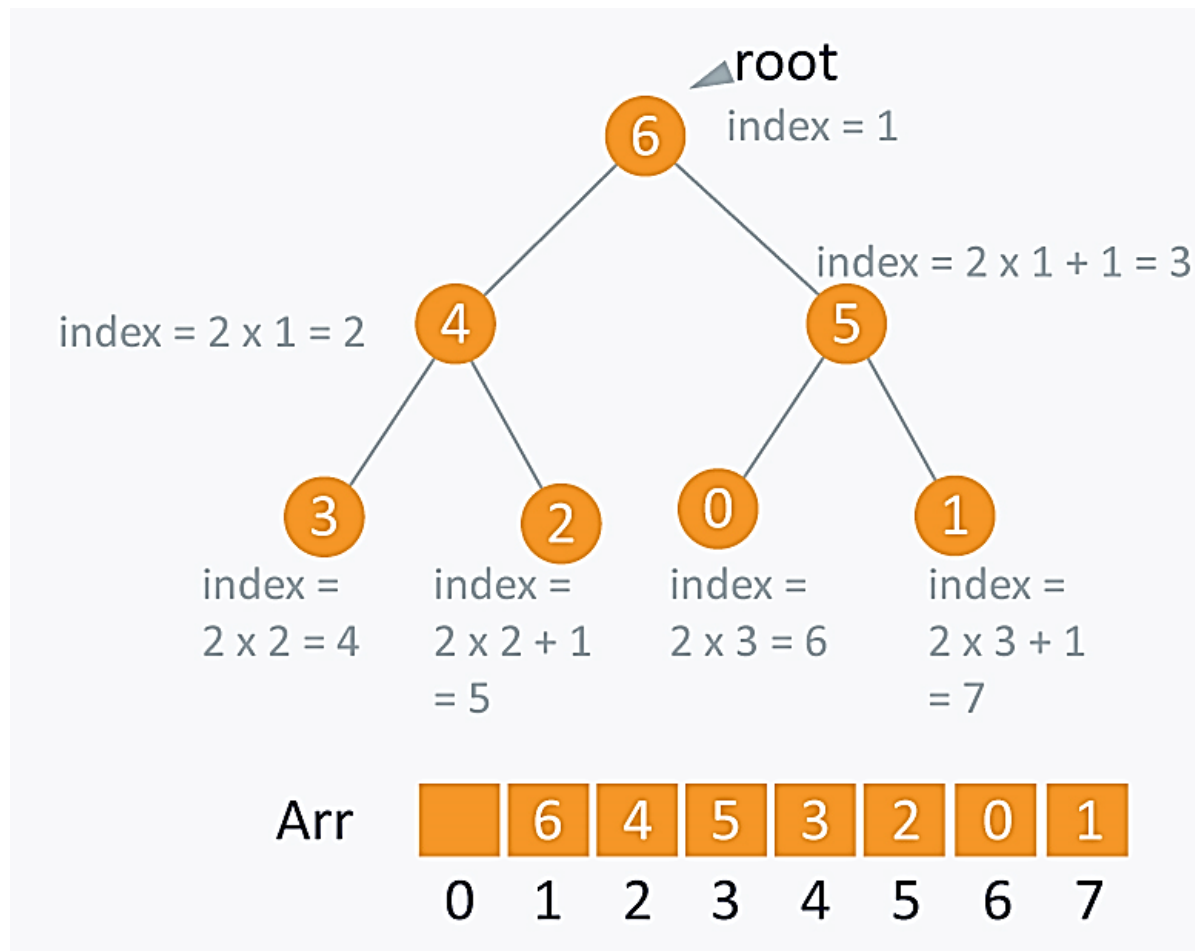 root
6
index = 1
index = 2 x 1 + 1 = 3
index = 2 x 1 = 2
4
5
3
2
0
1
index =
2 x 2 = 4
index =
2 x 2 + 1
= 5
index =
2 x 3 = 6
index =
2 x 3 + 1
= 7
Arr
6 4 5 3 2 0 1
0 1 2 3 4 5 6 7